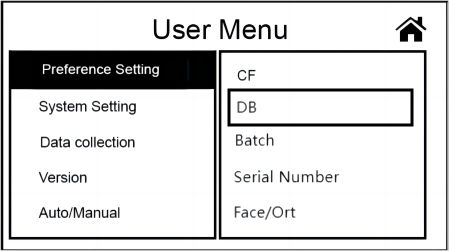 User Menu
Preference Setting
System Setting
Data collection
Version
Auto/Manual
CF
DB
Batch
Serial Number
Face/Ort